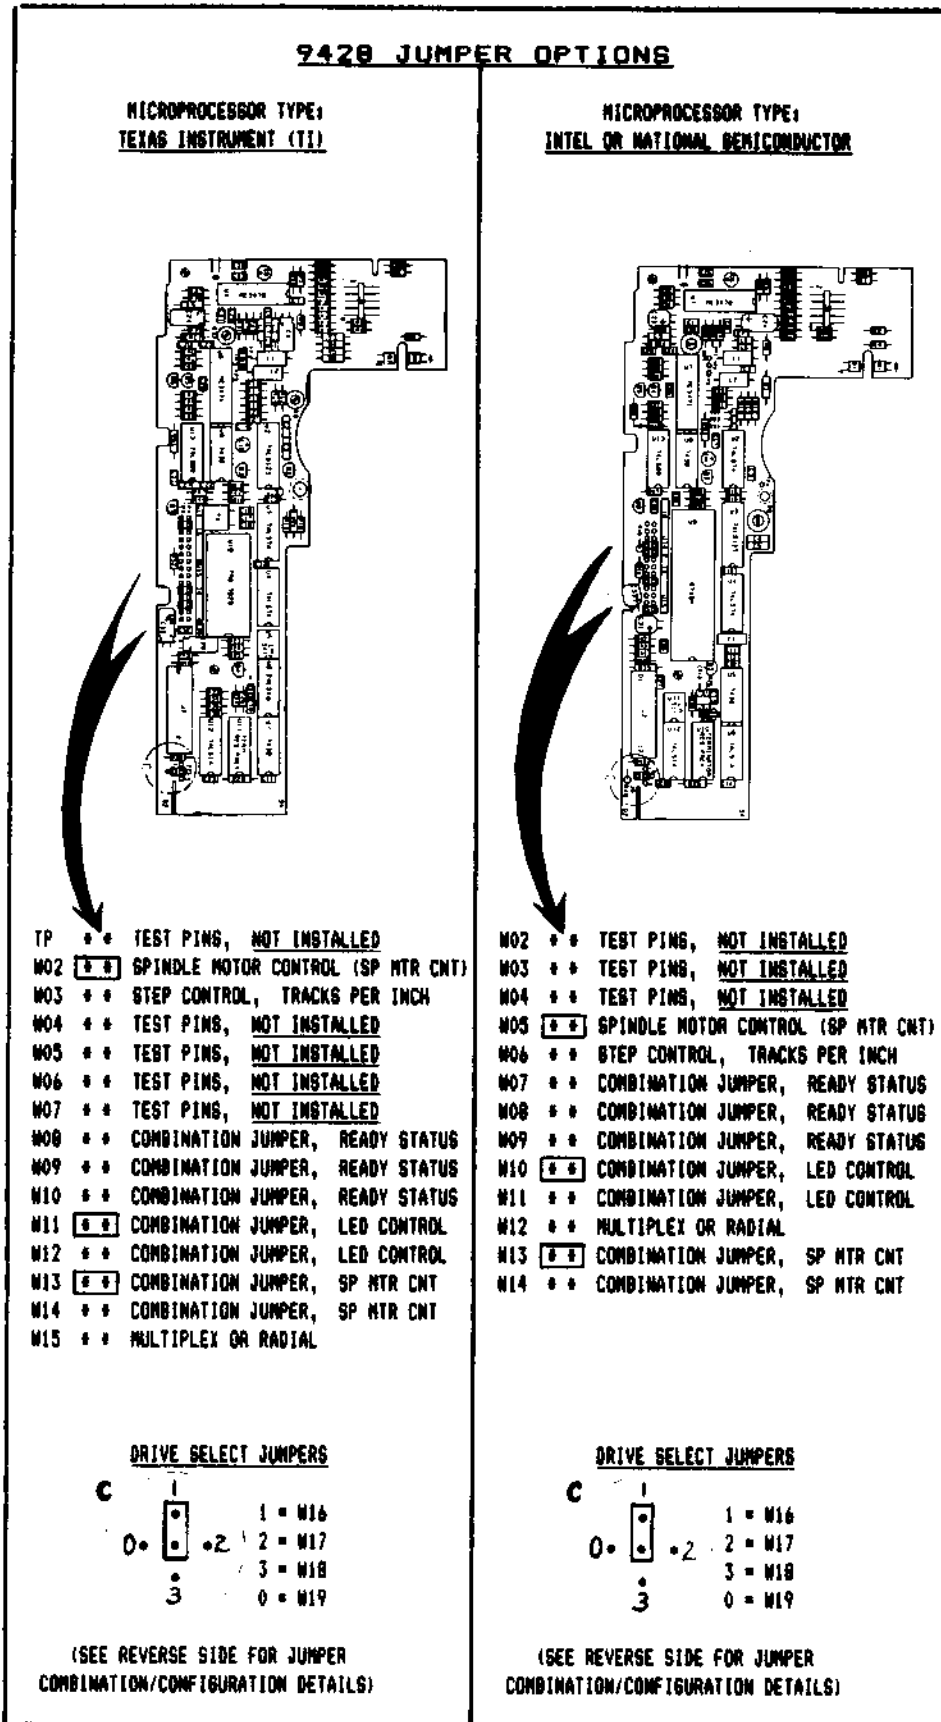 9428 JUMPER OPTIONS
MICROPROCESSOR TYPE:
TEXAS INSTRUMENT (TI)
TP * * TEST PINS, NOT INSTALLED
W02 * * SPINDLE MOTOR CONTROL (SP MTR CNT)
W03 * * STEP CONTROL, TRACKS PER INCH
W04 * * TEST PINS, NOT INSTALLED
W05 * * TEST PINS, NOT INSTALLED
W06 * * TEST PINS, NOT INSTALLED
W07 * * TEST PINS, NOT INSTALLED
W08 * * COMBINATION JUMPER, READY STATUS
W09 * * COMBINATION JUMPER, READY STATUS
W10 * * COMBINATION JUMPER, READY STATUS
W11 * * COMBINATION JUMPER, LED CONTROL
W12 * * COMBINATION JUMPER, LED CONTROL
W13 * * COMBINATION JUMPER, SP MTR CNT
W14 * * COMBINATION JUMPER, SP MTR CNT
W15 * * MULTIPLEX OR RADIAL
DRIVE SELECT JUMPERS
C 1
1 = W16
0 2 2 = W17
3 = W18
3 0 = W19
(SEE REVERSE SIDE FOR JUMPER
COMBINATION/CONFIGURATION DETAILS)
MICROPROCESSOR TYPE:
INTEL OR NATIONAL SEMICONDUCTOR
W02 * * TEST PINS, NOT INSTALLED
W03 * * TEST PINS, NOT INSTALLED
W04 * * TEST PINS, NOT INSTALLED
W05 * * SPINDLE MOTOR CONTROL (SP MTR CNT)
W06 * * STEP CONTROL, TRACKS PER INCH
W07 * * COMBINATION JUMPER, READY STATUS
W08 * * COMBINATION JUMPER, READY STATUS
W09 * * COMBINATION JUMPER, READY STATUS
W10 * * COMBINATION JUMPER, LED CONTROL
W11 * * COMBINATION JUMPER, LED CONTROL
W12 * * MULTIPLEX OR RADIAL
W13 * * COMBINATION JUMPER, SP MTR CNT
W14 * * COMBINATION JUMPER, SP MTR CNT
DRIVE SELECT JUMPERS
C 1
1 = W16
0 2 2 = W17
3 = W18
3 0 = W19
(SEE REVERSE SIDE FOR JUMPER
COMBINATION/CONFIGURATION DETAILS)